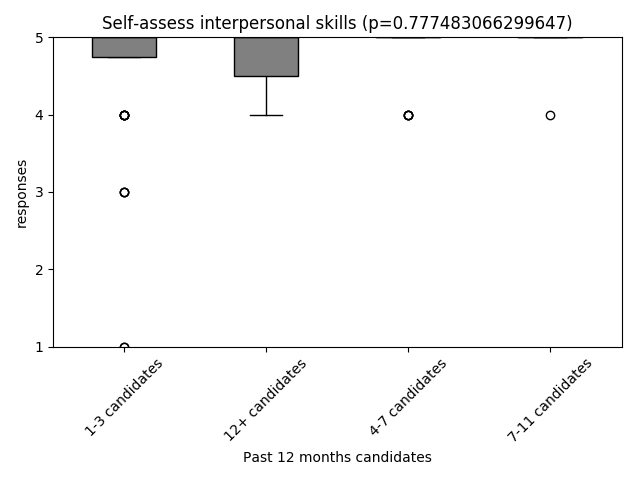 Self-assess interpersonal skills (p=0.777483066299647)
5
4
3
2
1
responses
1-3 candidates
12+ candidates
4-7 candidates
7-11 candidates
Past 12 months candidates